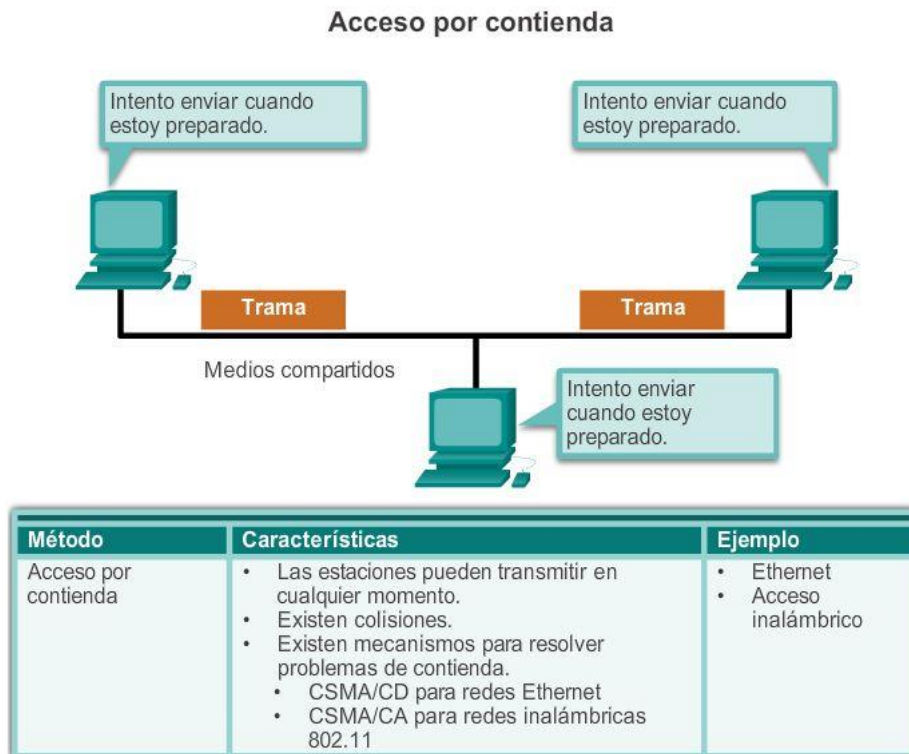 Acceso por contienda
Intento enviar cuando
estoy preparado.
Intento enviar cuando
estoy preparado.
Trama
Trama
Medios compartidos
Intento enviar
cuando estoy
preparado.
Método
Características
Ejemplo
Acceso por
contienda
• Las estaciones pueden transmitir en
cualquier momento.
• Existen colisiones.
• Existen mecanismos para resolver
problemas de contienda.
• CSMA/CD para redes Ethernet
• CSMA/CA para redes inalámbricas
802.11
• Ethernet
• Acceso
inalámbrico